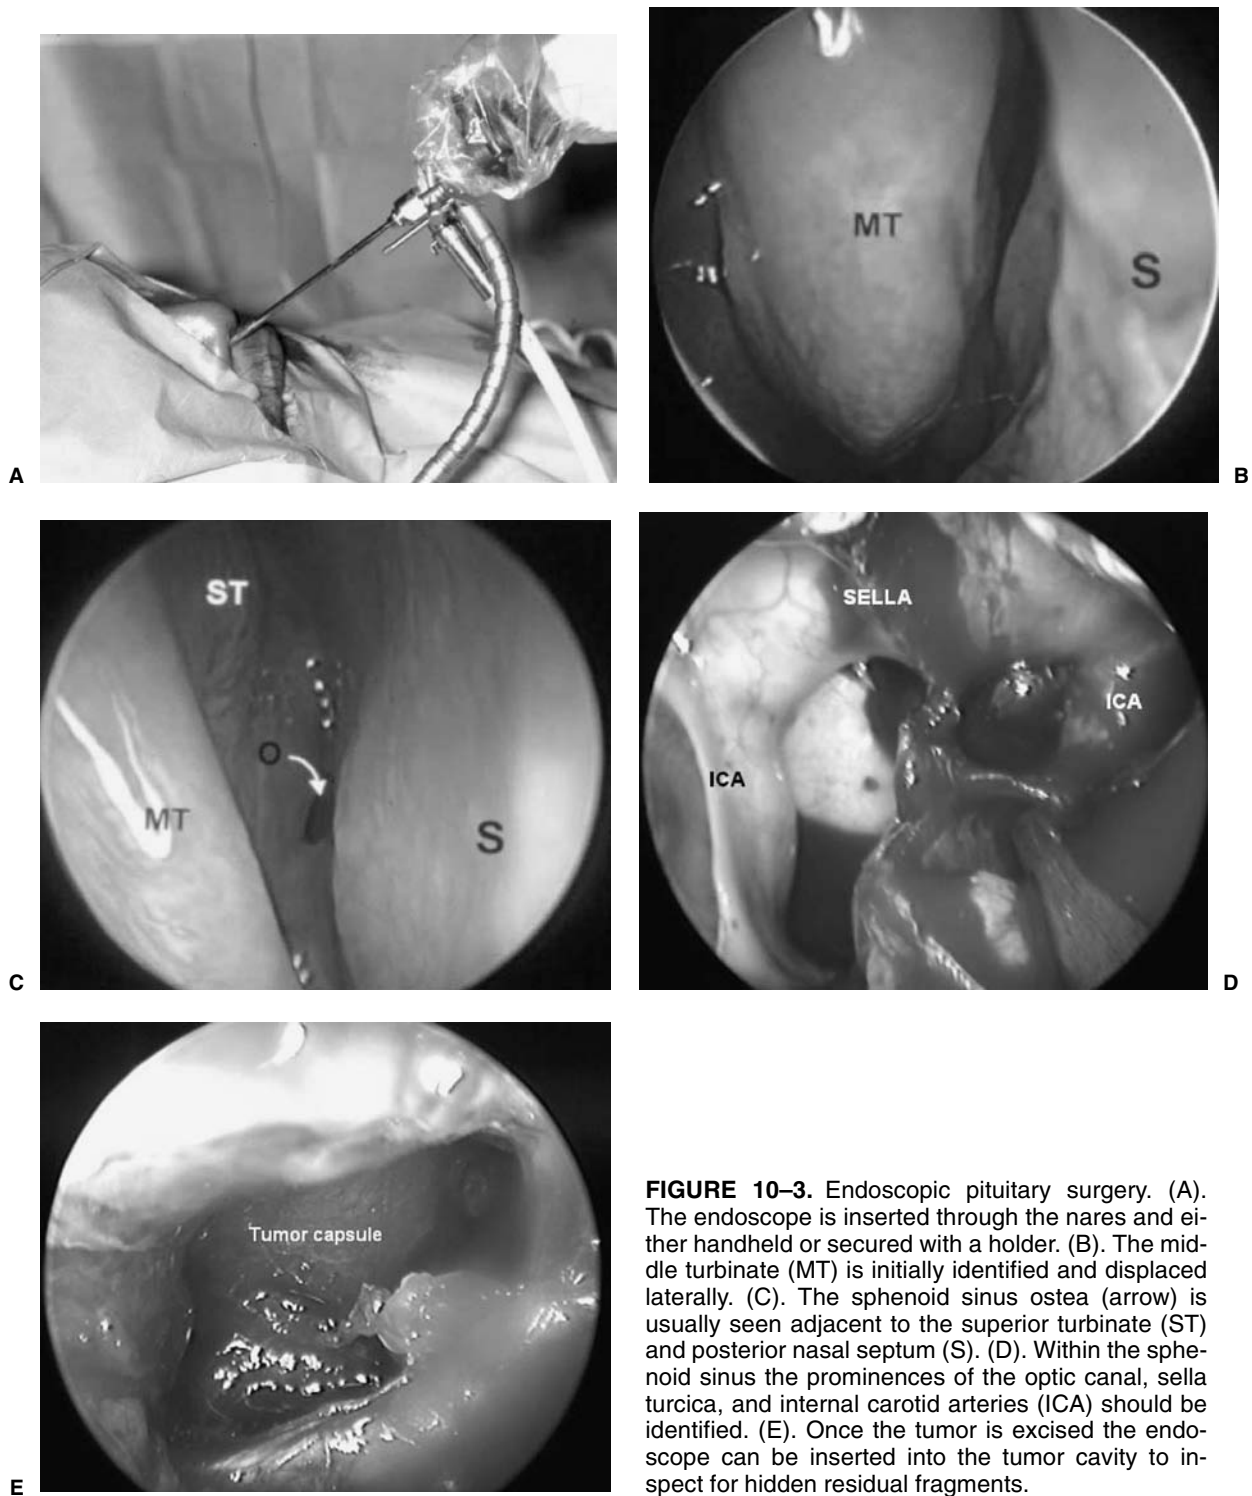 A
MT
S
B
ST
O
MT
S
C
SELLA
ICA
ICA
D
Tumor capsule
E
FIGURE 10–3. Endoscopic pituitary surgery. (A).
The endoscope is inserted through the nares and ei-
ther handheld or secured with a holder. (B). The mid-
dle turbinate (MT) is initially identified and displaced
laterally. (C). The sphenoid sinus ostea (arrow) is
usually seen adjacent to the superior turbinate (ST)
and posterior nasal septum (S). (D). Within the sphe-
noid sinus the prominences of the optic canal, sella
turcica, and internal carotid arteries (ICA) should be
identified. (E). Once the tumor is excised the endo-
scope can be inserted into the tumor cavity to in-
spect for hidden residual fragments.